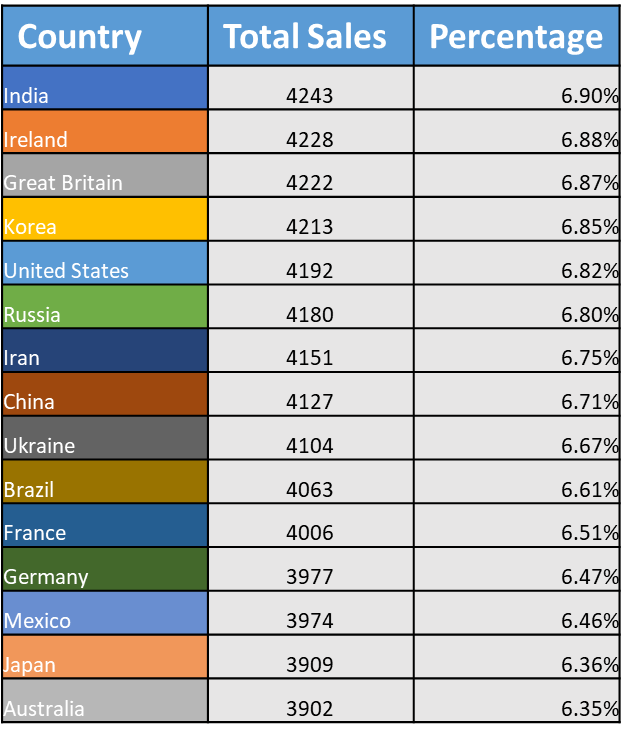 Country Total Sales Percentage
India 4243 6.90%
Ireland 4228 6.88%
Great Britain 4222 6.87%
Korea 4213 6.85%
United States 4192 6.82%
Russia 4180 6.80%
Iran 4151 6.75%
China 4127 6.71%
Ukraine 4104 6.67%
Brazil 4063 6.61%
France 4006 6.51%
Germany 3977 6.47%
Mexico 3974 6.46%
Japan 3909 6.36%
Australia 3902 6.35%